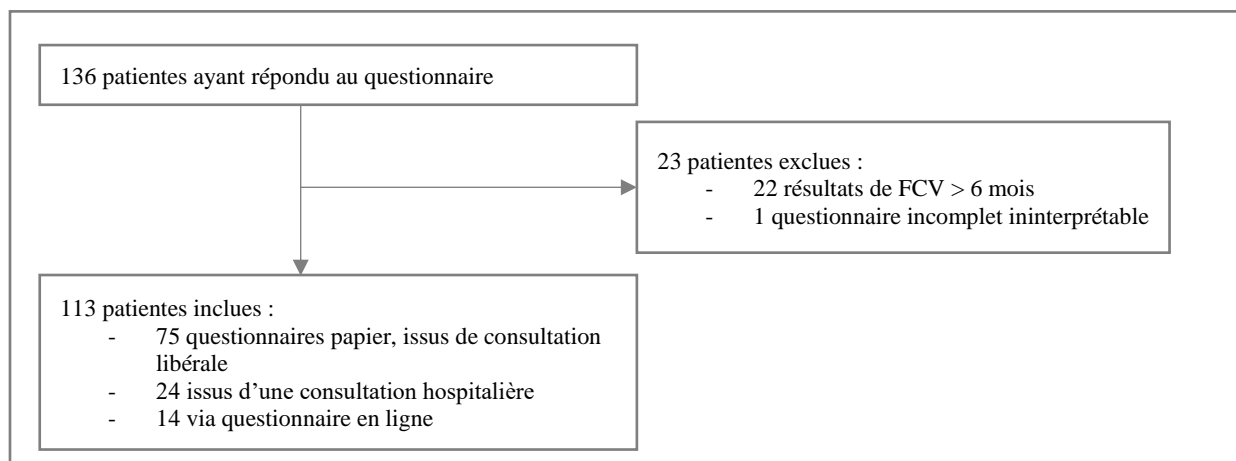 136 patientes ayant répondu au questionnaire
23 patientes exclues :
- 22 résultats de FCV > 6 mois
- 1 questionnaire incomplet ininterprétable
113 patientes inclues :
- 75 questionnaires papier, issus de consultation
libérale
- 24 issus d’une consultation hospitalière
- 14 via questionnaire en ligne